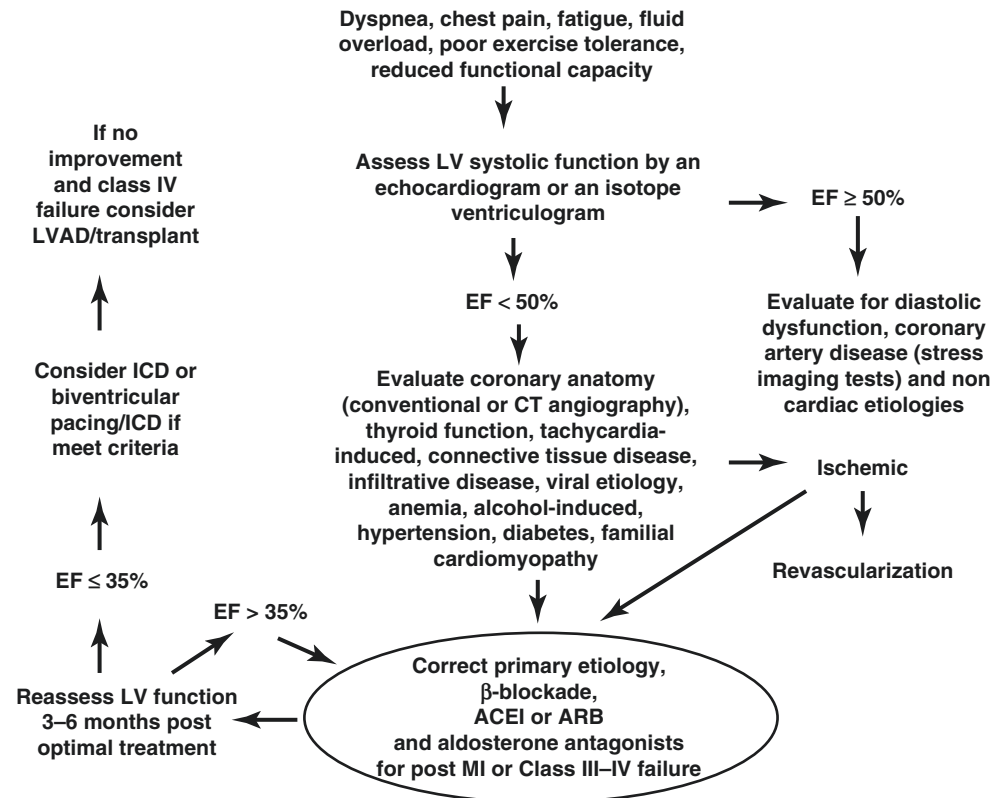 Dyspnea, chest pain, fatigue, fluid
overload, poor exercise tolerance,
reduced functional capacity
Assess LV systolic function by an
echocardiogram or an isotope
ventriculogram
EF ≥ 50%
Evaluate for diastolic
dysfunction, coronary
artery disease (stress
imaging tests) and non
cardiac etiologies
EF < 50%
Evaluate coronary anatomy
(conventional or CT angiography),
thyroid function, tachycardia-
induced, connective tissue disease,
infiltrative disease, viral etiology,
anemia, alcohol-induced,
hypertension, diabetes, familial
cardiomyopathy
Ischemic
Revascularization
Correct primary etiology,
β-blockade,
ACEI or ARB
and aldosterone antagonists
for post MI or Class III–IV failure
Reassess LV function
3–6 months post
optimal treatment
EF > 35%
EF ≤ 35%
Consider ICD or
biventricular
pacing/ICD if
meet criteria
If no
improvement
and class IV
failure consider
LVAD/transplant